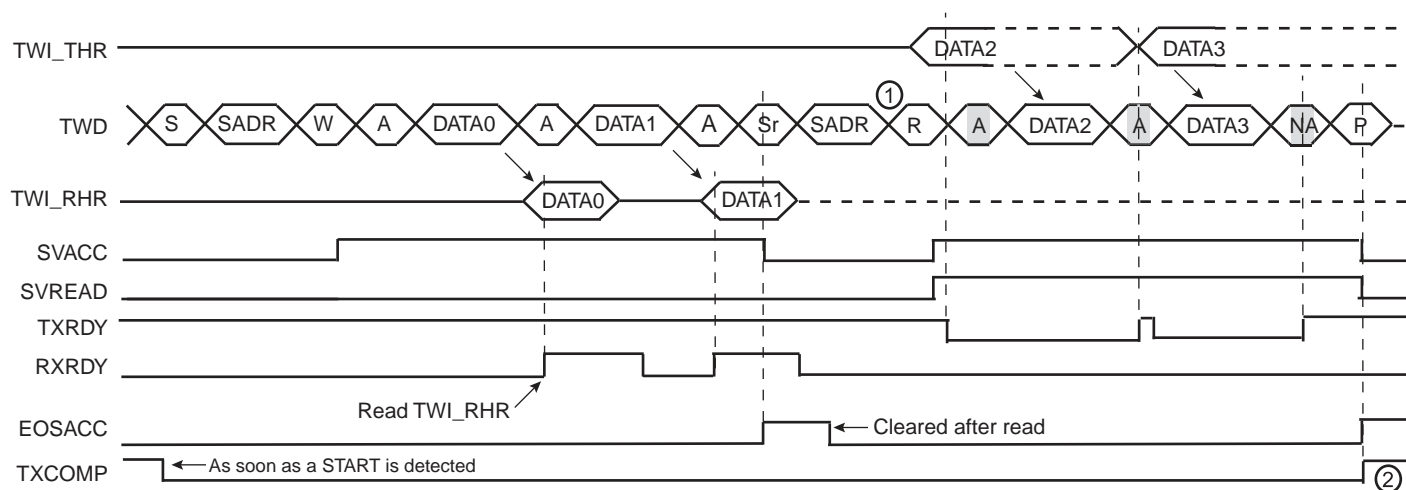 TWI_THR DATA2 DATA3
①
TWD S SADR W A DATA0 A DATA1 A Sr SADR R A DATA2 A DATA3 NA P
TWI_RHR DATA0 DATA1
SVACC
SVREAD
TXRDY
RXRDY
Read TWI_RHR
EOSACC Cleared after read
TXCOMP As soon as a START is detected ②